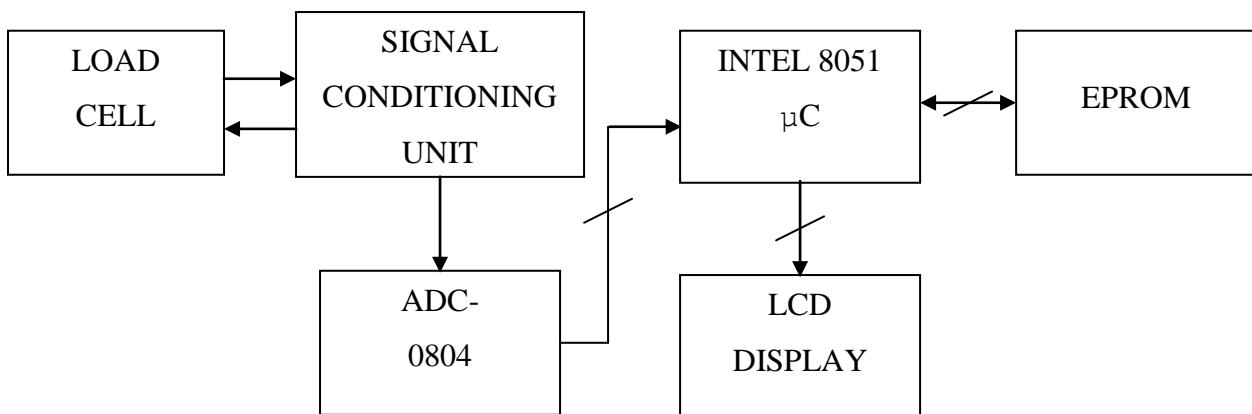 LOAD
CELL
SIGNAL
CONDITIONING
UNIT
INTEL 8051
μC
EPROM
ADC-
0804
LCD
DISPLAY